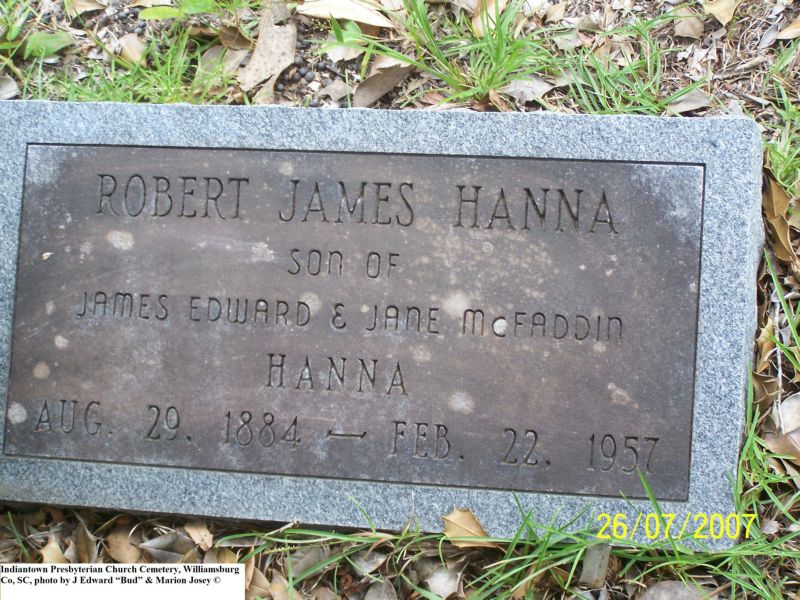 ROBERT JAMES HANNA
SON OF
JAMES EDWARD & JANE McFADDIN
HANNA
AUG. 29. 1884 — FEB. 22. 1957
26/07/2007
Indiantown Presbyterian Church Cemetery, Williamsburg
Co, SC, photo by J Edward “Bud” & Marion Josey ©